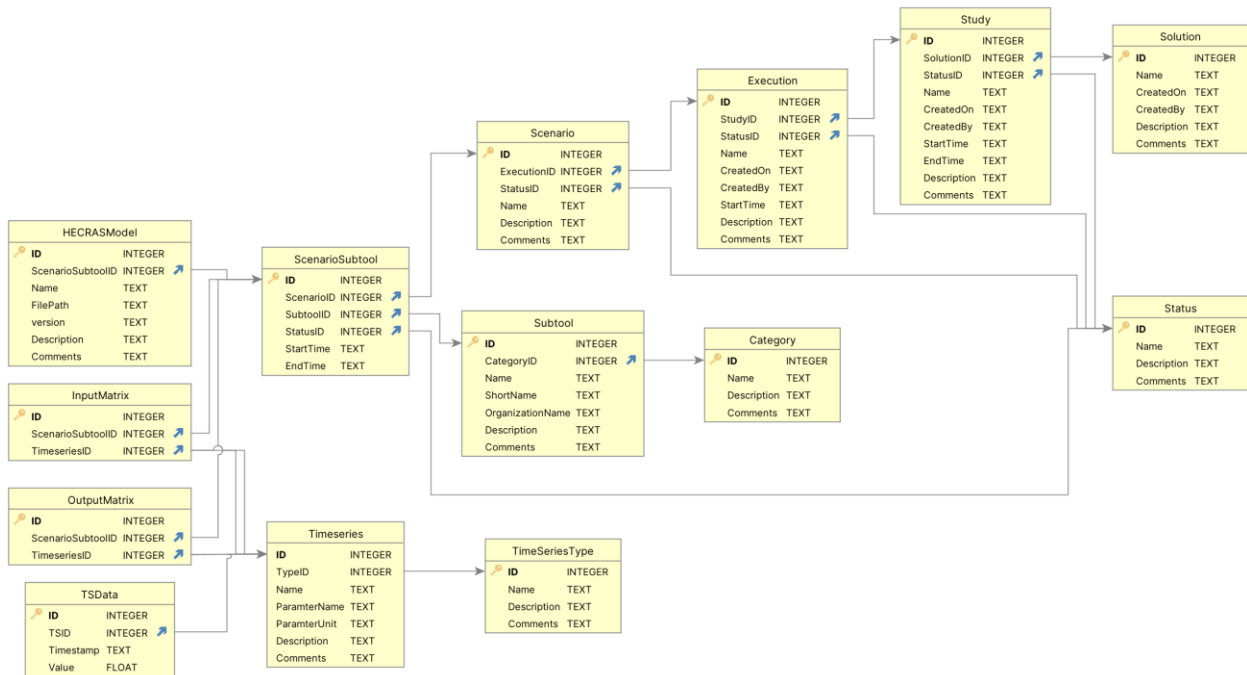 Study
ID INTEGER
SolutionID INTEGER
StatusID INTEGER
Name TEXT
CreatedOn TEXT
CreatedBy TEXT
StartTime TEXT
EndTime TEXT
Description TEXT
Comments TEXT
Solution
ID INTEGER
Name TEXT
CreatedOn TEXT
CreatedBy TEXT
Description TEXT
Comments TEXT
Execution
ID INTEGER
StudyID INTEGER
StatusID INTEGER
Name TEXT
CreatedOn TEXT
CreatedBy TEXT
StartTime TEXT
Description TEXT
Comments TEXT
Scenario
ID INTEGER
ExecutionID INTEGER
StatusID INTEGER
Name TEXT
Description TEXT
Comments TEXT
HECRASModel
ID INTEGER
ScenarioSubtoolID INTEGER
Name TEXT
FilePath TEXT
version TEXT
Description TEXT
Comments TEXT
ScenarioSubtool
ID INTEGER
ScenarioID INTEGER
SubtoolID INTEGER
StatusID INTEGER
StartTime TEXT
EndTime TEXT
Subtool
ID INTEGER
CategoryID INTEGER
Name TEXT
ShortName TEXT
OrganizationName TEXT
Description TEXT
Comments TEXT
Category
ID INTEGER
Name TEXT
Description TEXT
Comments TEXT
Status
ID INTEGER
Name TEXT
Description TEXT
Comments TEXT
InputMatrix
ID INTEGER
ScenarioSubtoolID INTEGER
TimeseriesID INTEGER
OutputMatrix
ID INTEGER
ScenarioSubtoolID INTEGER
TimeseriesID INTEGER
Timeseries
ID INTEGER
TypeID INTEGER
Name TEXT
ParamterName TEXT
ParamterUnit TEXT
Description TEXT
Comments TEXT
TimeSeriesType
ID INTEGER
Name TEXT
Description TEXT
Comments TEXT
TSData
ID INTEGER
TSID INTEGER
Timestamp TEXT
Value FLOAT